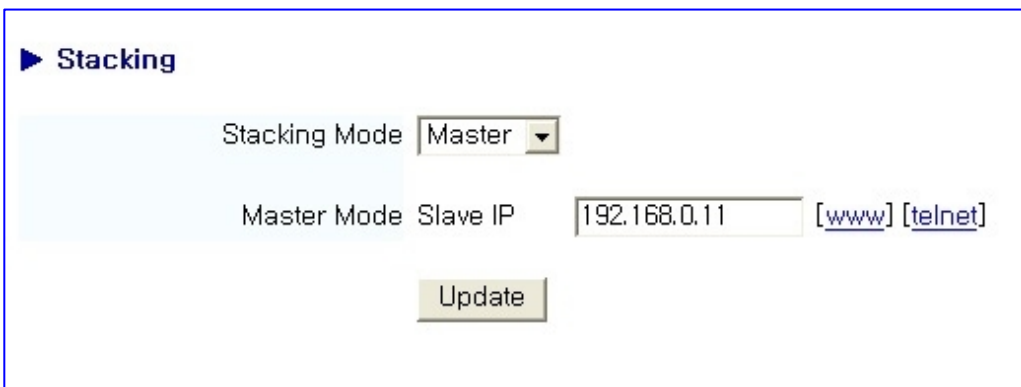 Stacking
Stacking Mode Master
Master Mode Slave IP 192.168.0.11 [www] [telnet]
Update